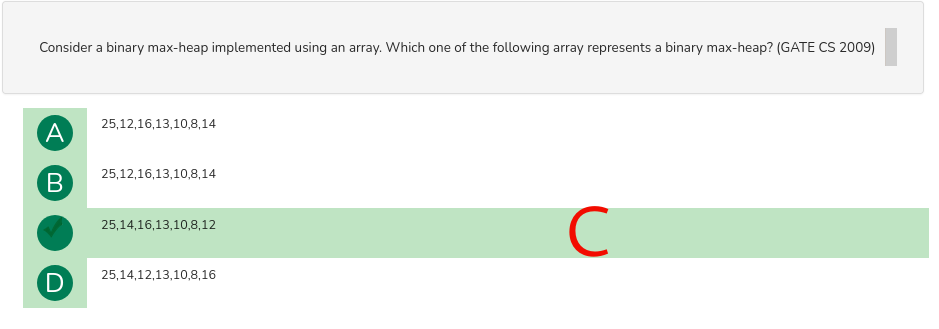 Consider a binary max-heap implemented using an array. Which one of the following array represents a binary max-heap? (GATE CS 2009)
A 25,12,16,13,10,8,14
B 25,12,16,13,10,8,14
25,14,16,13,10,8,12 C
D 25,14,12,13,10,8,16